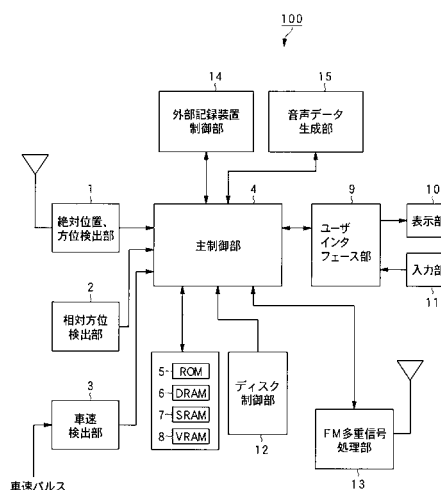 100
14
外部記録装置
制御部
15
音声データ
生成部
1
絶対位置、
方位検出部
4
主制御部
9
ユーザ
インタ
フェース部
10
表示部
入力部
11
2
相対方位
検出部
3
車速
検出部
車速パルス
5
ROM
6
DRAM
7
SRAM
8
VRAM
ディスク
制御部
12
FM多重信号
処理部
13